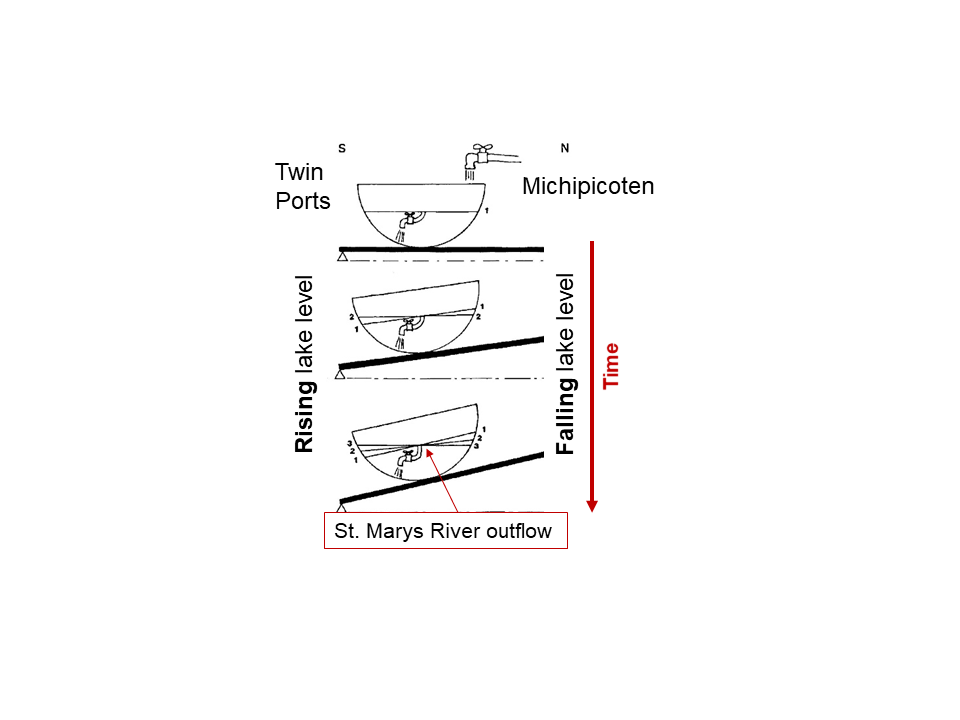 S
N
Twin
Ports
Michipicoten
1
Rising lake level
Falling lake level
Time
2
1
1
2
3
2
1
1
2
3
St. Marys River outflow